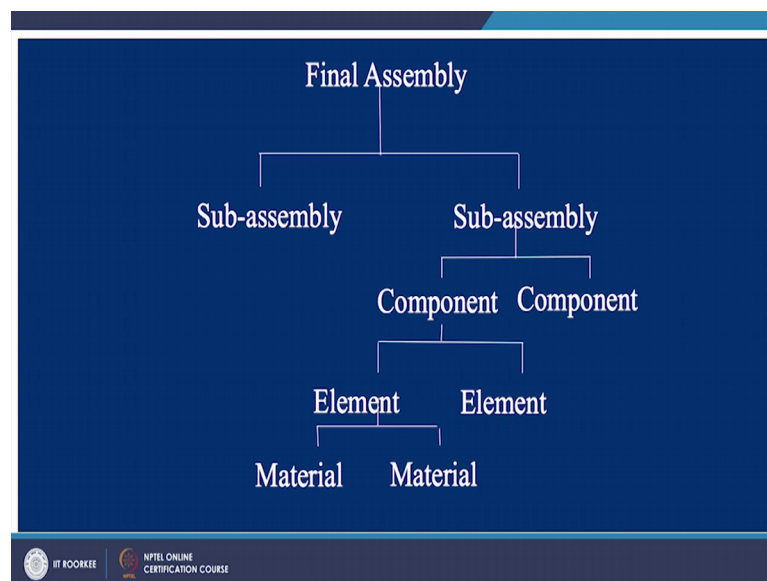 Final Assembly
Sub-assembly Sub-assembly
Component Component
Element Element
Material Material
IIT ROORKEE
NPTEL ONLINE
CERTIFICATION COURSE